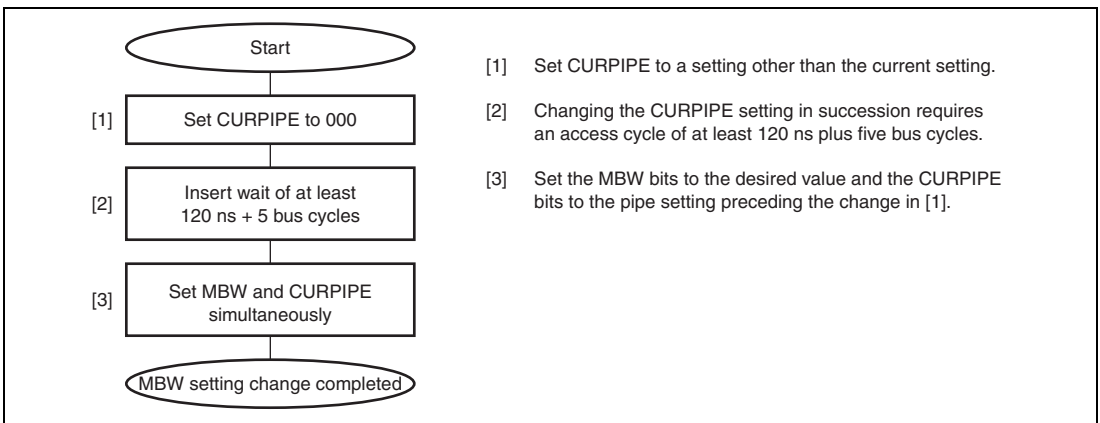 Start
[1]
Set CURPIPE to 000
[2]
Insert wait of at least
120 ns + 5 bus cycles
[3]
Set MBW and CURPIPE
simultaneously
MBW setting change completed
[1] Set CURPIPE to a setting other than the current setting.
[2] Changing the CURPIPE setting in succession requires
an access cycle of at least 120 ns plus five bus cycles.
[3] Set the MBW bits to the desired value and the CURPIPE
bits to the pipe setting preceding the change in [1].